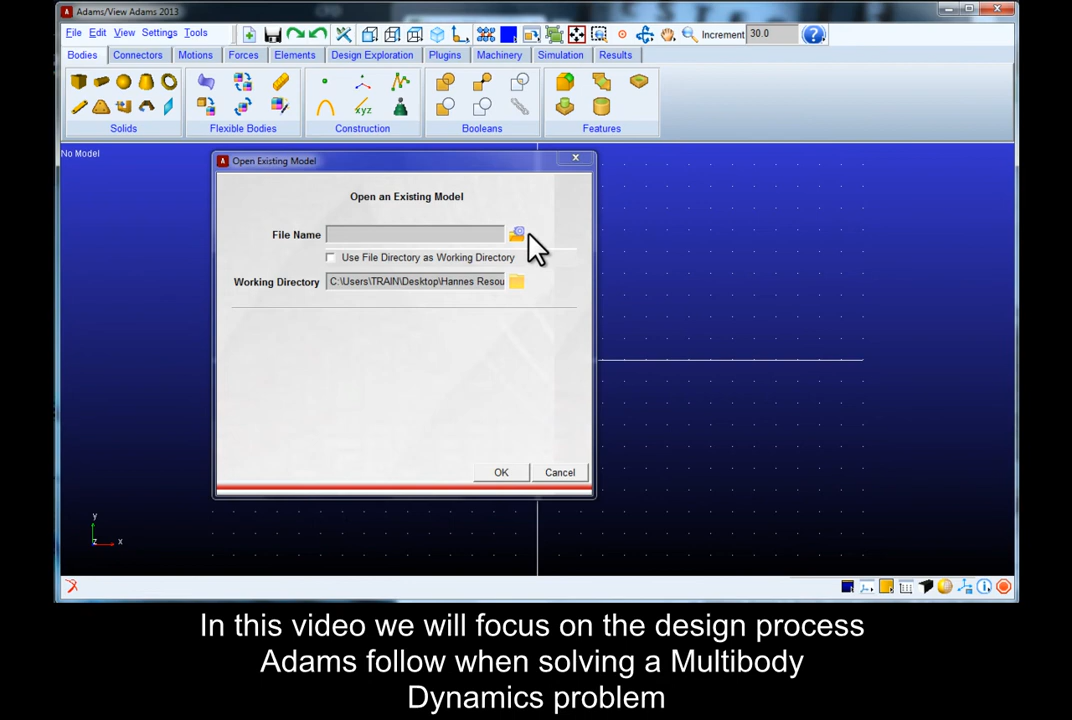 Adams/View Adams 2013
File Edit View Settings Tools Increment 30.0
Bodies Connectors Motions Forces Elements Design Exploration Plugins Machinery Simulation Results
xyz
Solids Flexible Bodies Construction Booleans Features
No Model
Open Existing Model
Open an Existing Model
File Name
Use File Directory as Working Directory
Working Directory C:\Users\TRAIN\Desktop\Hannes Resou
OK Cancel
y
z x
In this video we will focus on the design process
Adams follow when solving a Multibody
Dynamics problem